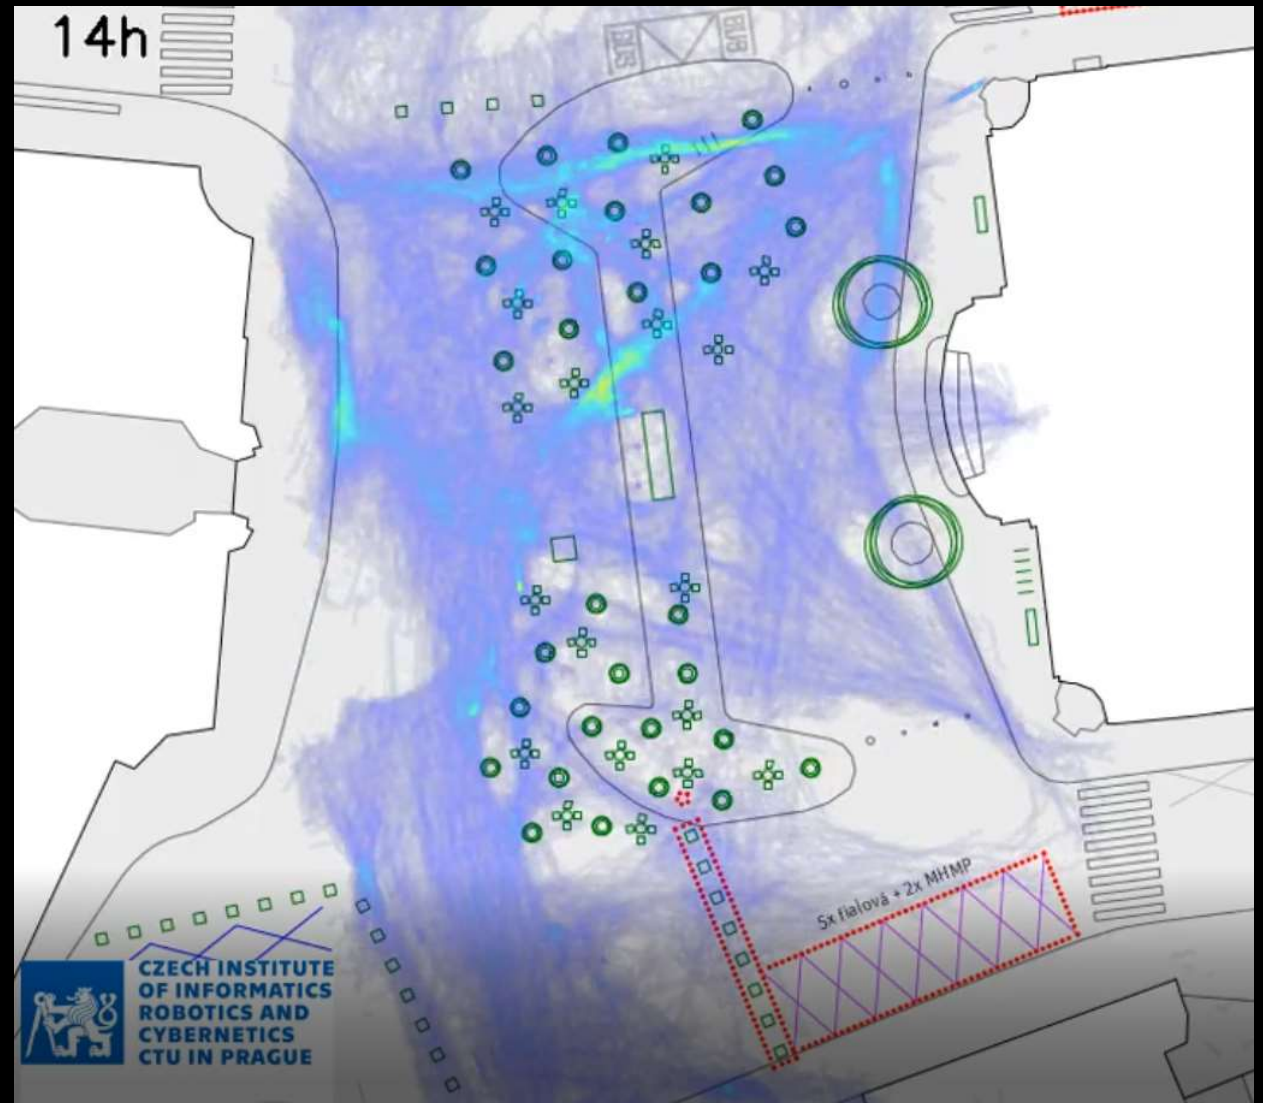 14h
BUS
BUS
5x fialová + 2x MHMP
CZECH INSTITUTE
OF INFORMATICS
ROBOTICS AND
CYBERNETICS
CTU IN PRAGUE